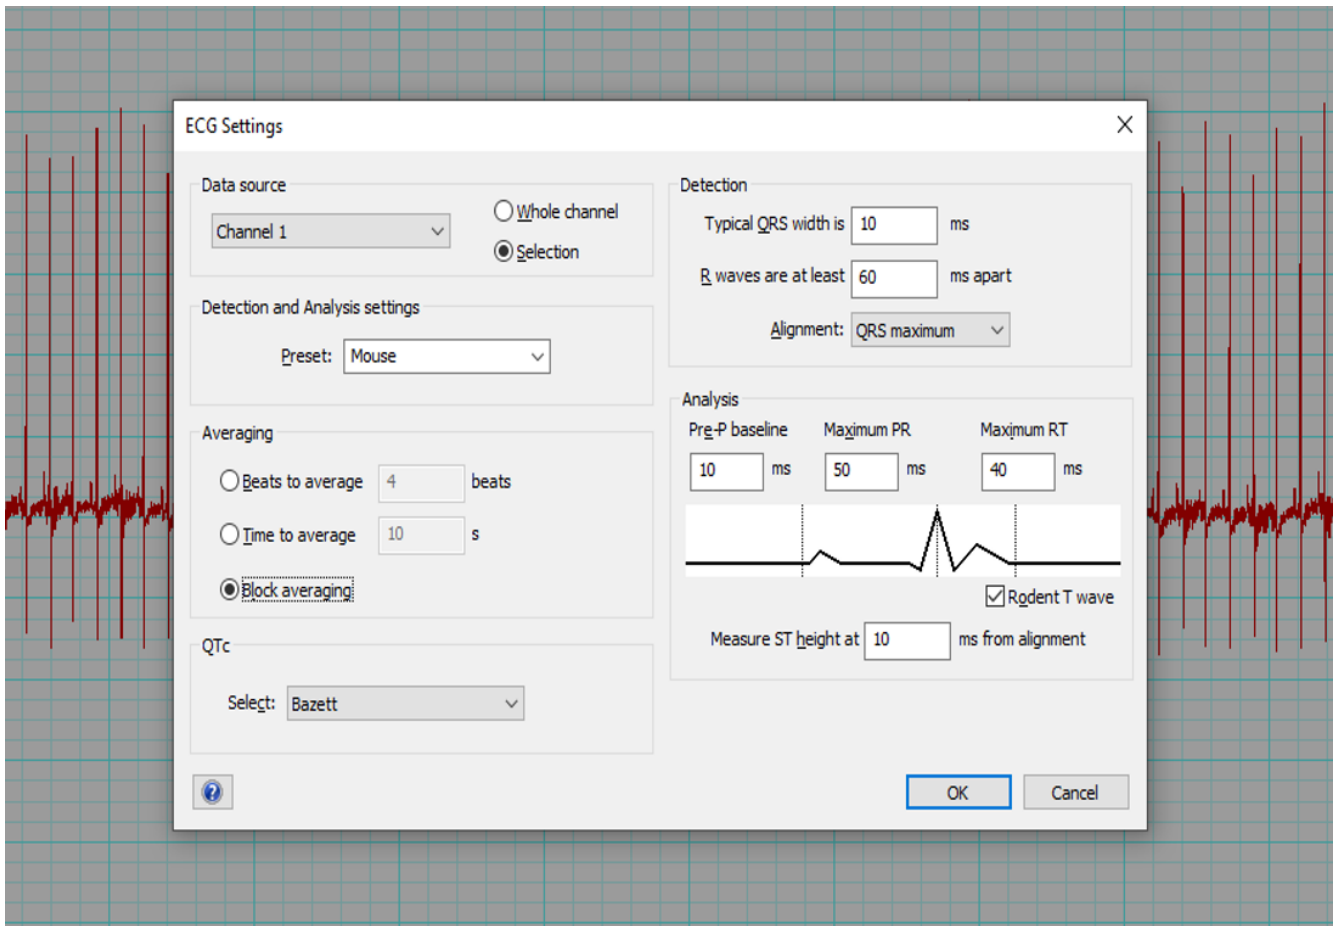 ECG Settings
Data source
Channel 1
Whole channel
Selection
Detection and Analysis settings
Preset: Mouse
Averaging
Beats to average 4 beats
Time to average 10 s
Block averaging
QTc
Select: Bazett
Detection
Typical QRS width is 10 ms
R waves are at least 60 ms apart
Alignment: QRS maximum
Analysis
Pre-P baseline Maximum PR Maximum RT
10 ms 50 ms 40 ms
Rodent T wave
Measure ST height at 10 ms from alignment
?
OK Cancel